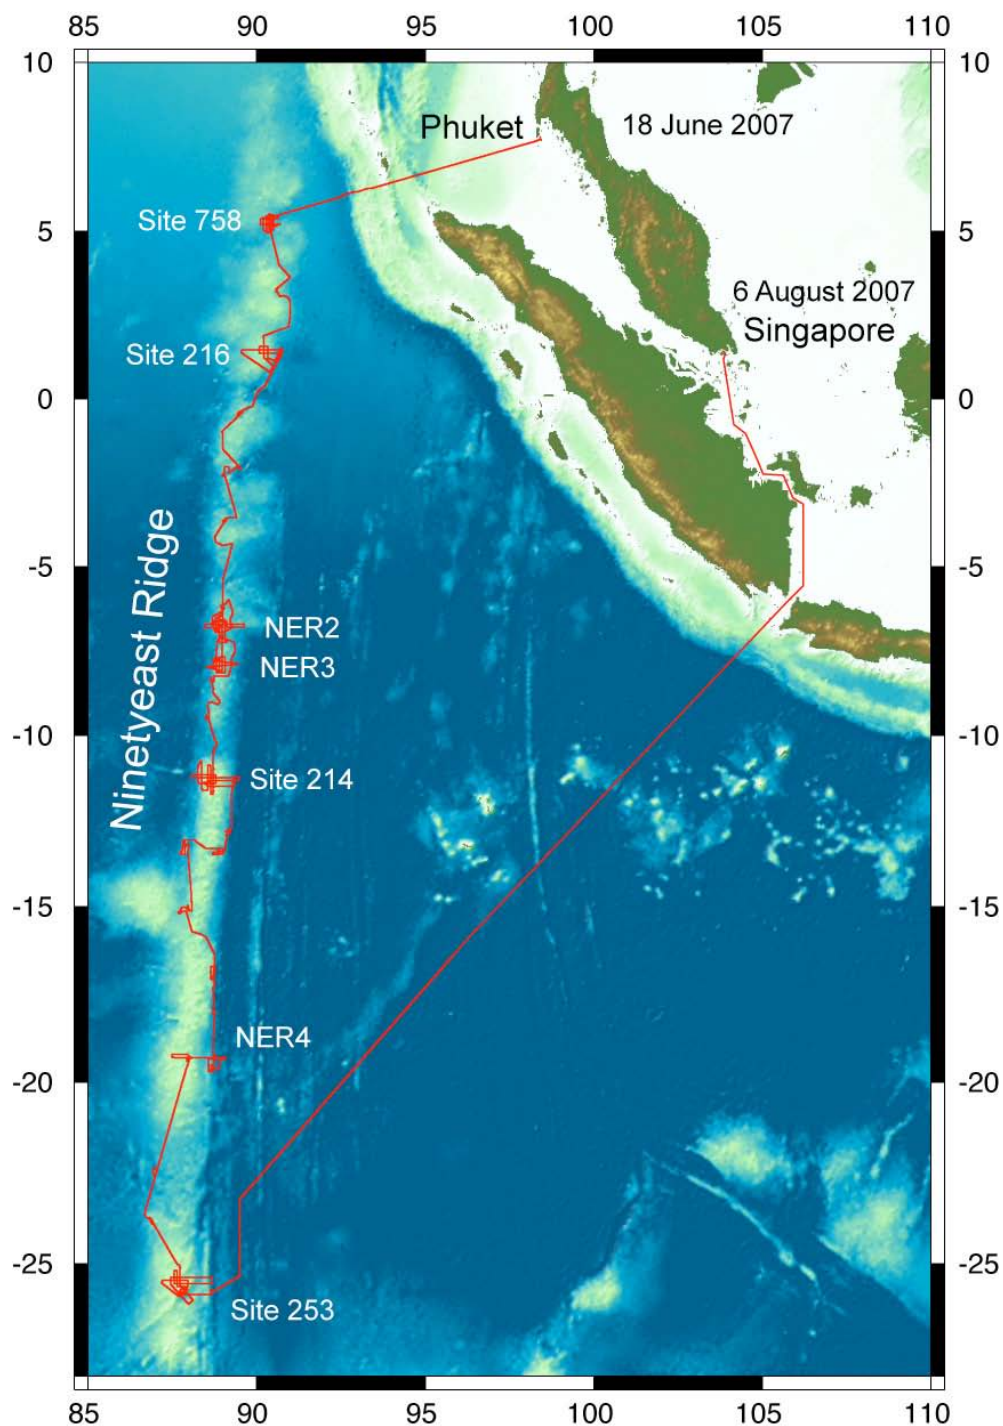 85 90 95 100 105 110
10 10
Phuket 18 June 2007
Site 758
5 5
6 August 2007
Singapore
Site 216
0 0
Ninetyeast Ridge
-5 -5
NER2
NER3
-10 -10
Site 214
-15 -15
NER4
-20 -20
-25 -25
Site 253
85 90 95 100 105 110